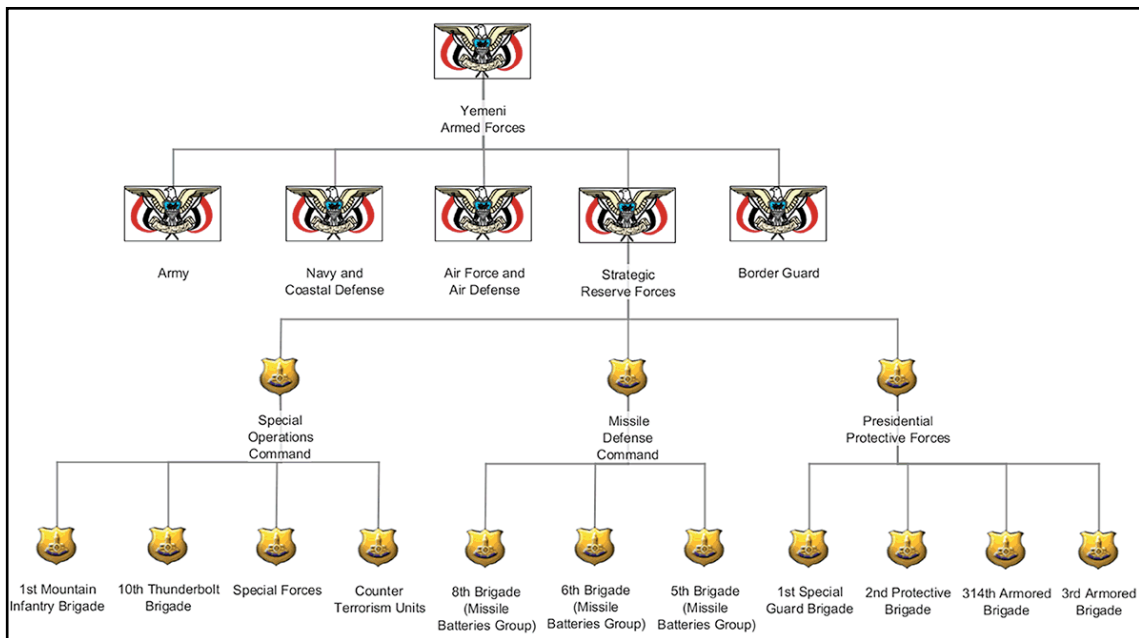 Yemeni
Armed Forces
Army
Navy and
Coastal Defense
Air Force and
Air Defense
Strategic
Reserve Forces
Border Guard
Special
Operations
Command
Missile
Defense
Command
Presidential
Protective Forces
1st Mountain
Infantry Brigade
10th Thunderbolt
Brigade
Special Forces
Counter
Terrorism Units
8th Brigade
(Missile
Batteries Group)
6th Brigade
(Missile
Batteries Group)
5th Brigade
(Missile
Batteries Group)
1st Special
Guard Brigade
2nd Protective
Brigade
314th Armored
Brigade
3rd Armored
Brigade